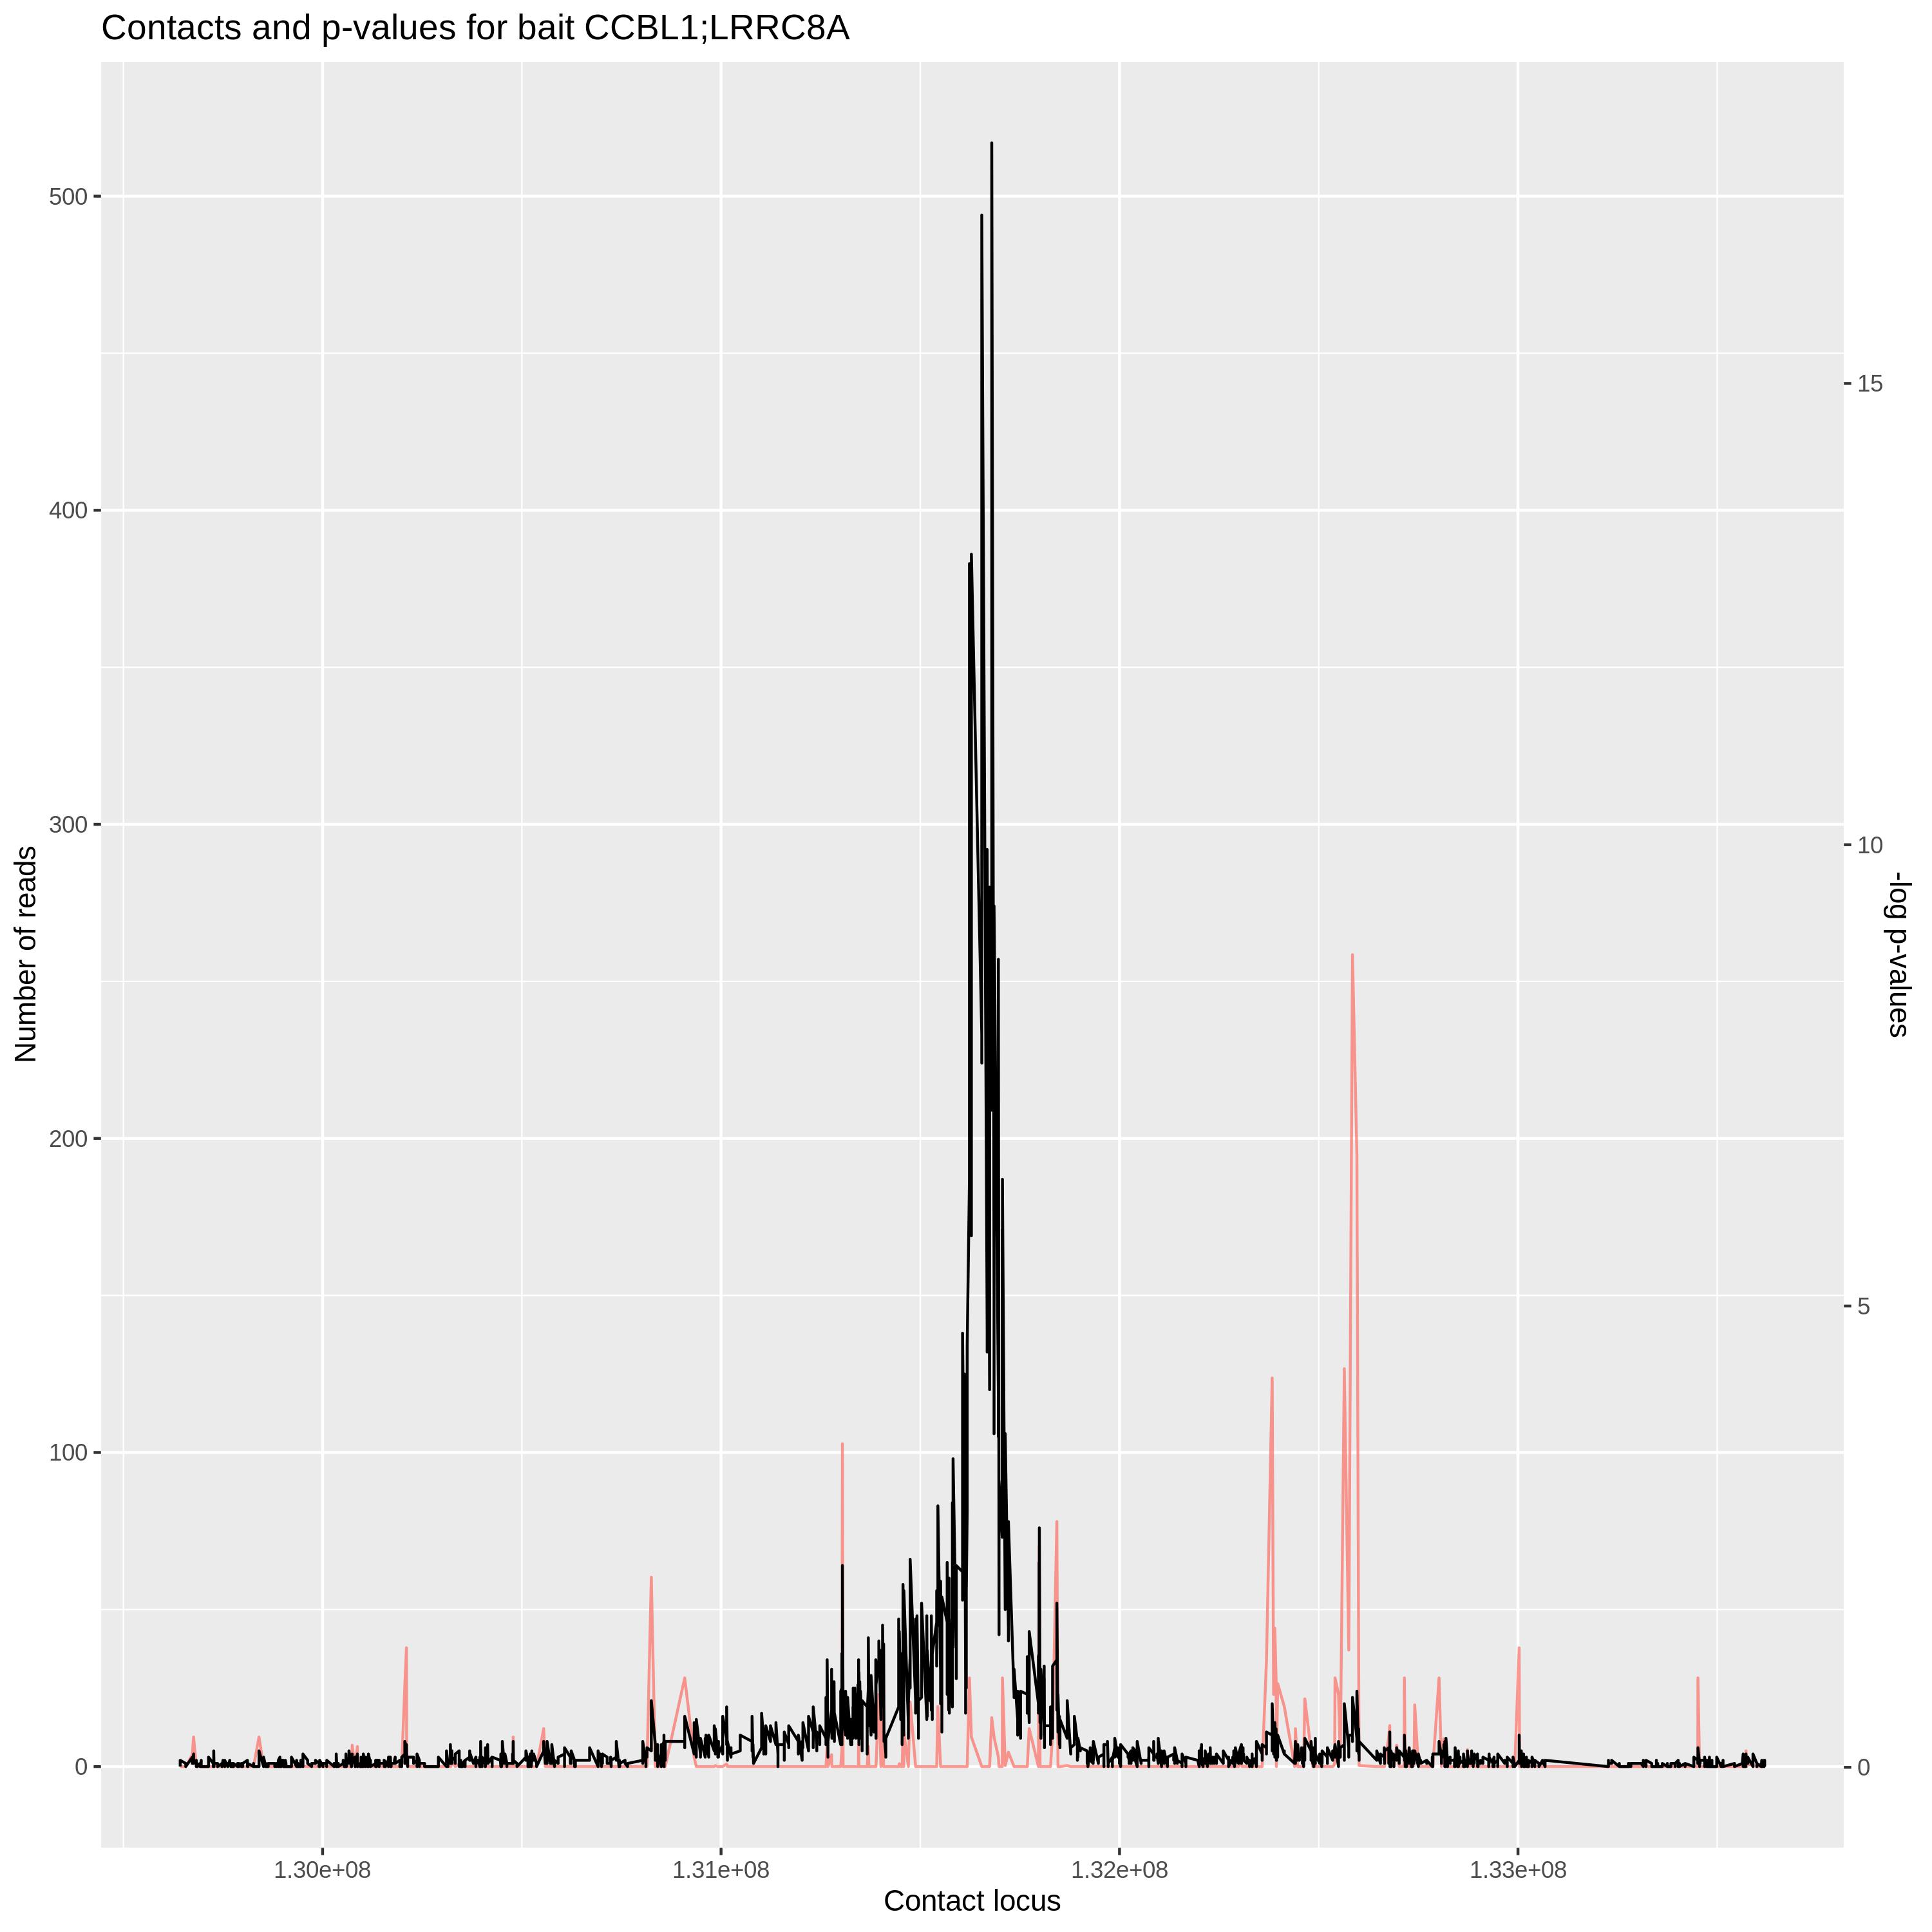 Contacts and p-values for bait CCBL1;LRRC8A
Number of reads
500
400
300
200
100
0
15
10
5
0
-log p-values
1.30e+08 1.31e+08 1.32e+08 1.33e+08
Contact locus